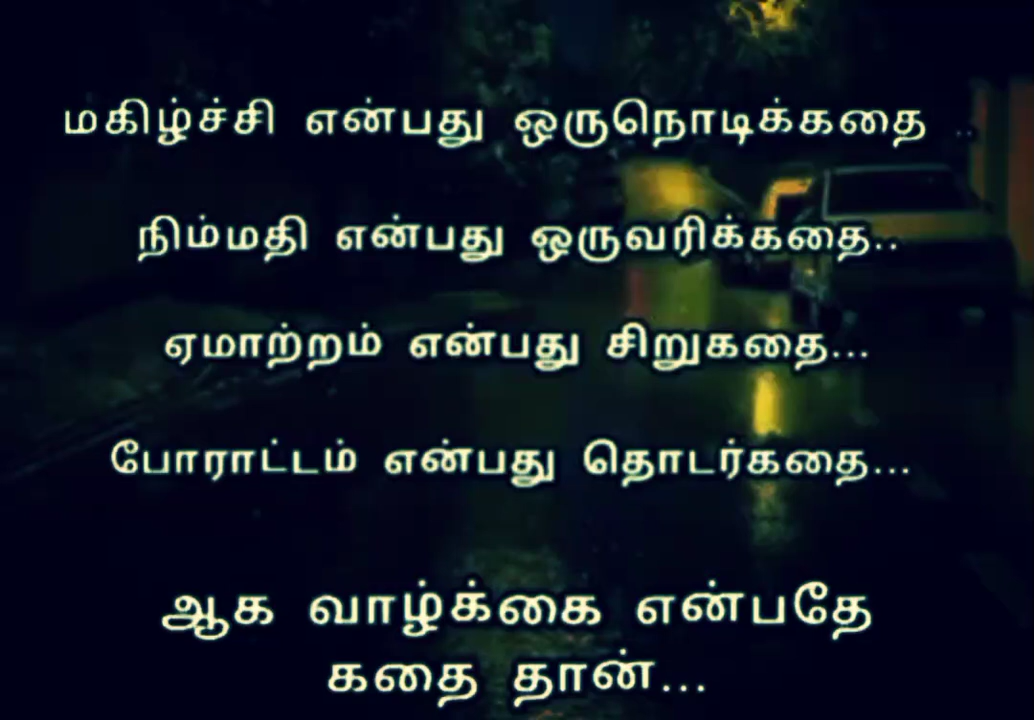 மகிழ்ச்சி என்பது ஒருநொடிக்கதை ..
நிம்மதி என்பது ஒருவரிக்கதை..
ஏமாற்றம் என்பது சிறுகதை...
போராட்டம் என்பது தொடர்கதை...
ஆக வாழ்க்கை என்பதே
கதை தான்...